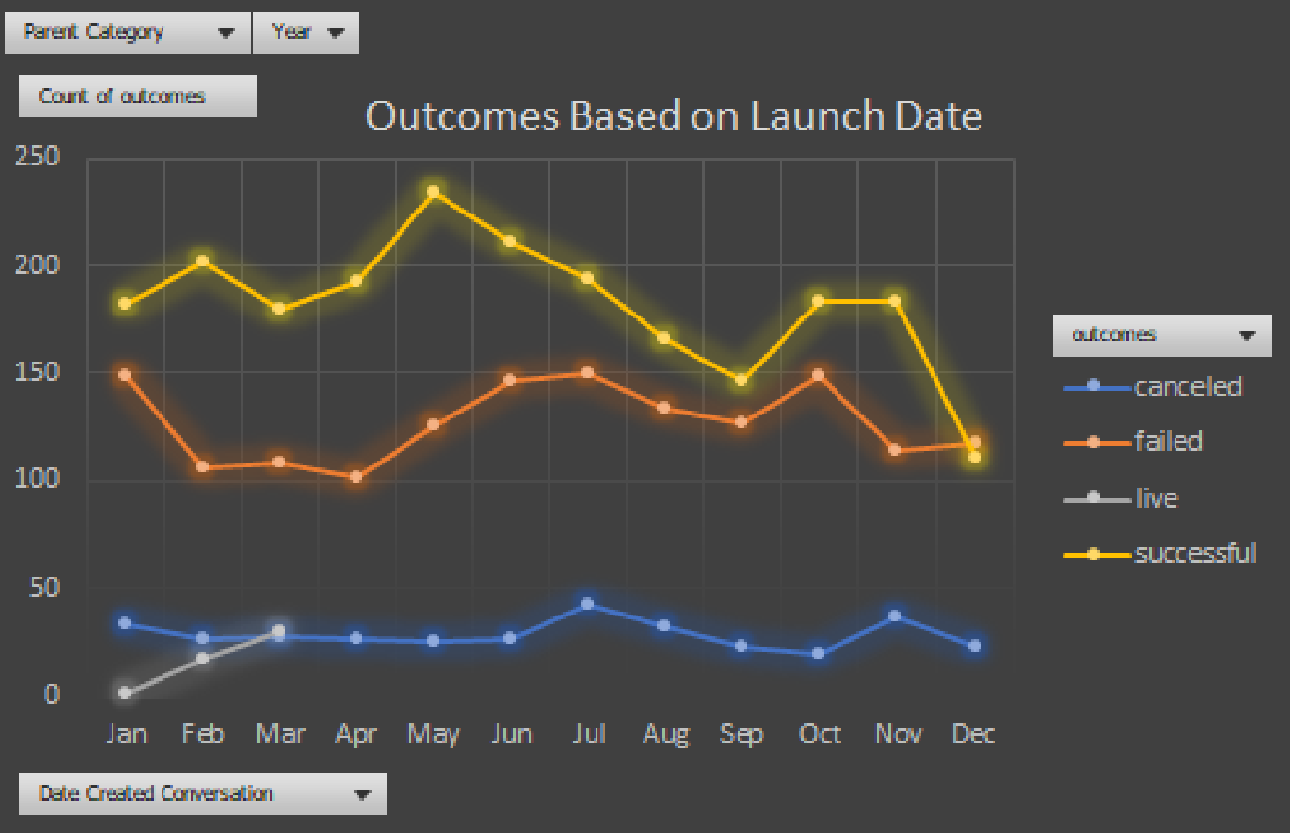 Parent Category
Year
Count of outcomes
Outcomes Based on Launch Date
250
200
150
100
50
0
Jan Feb Mar Apr May Jun Jul Aug Sep Oct Nov Dec
outcomes
canceled
failed
live
successful
Date Created Conversation